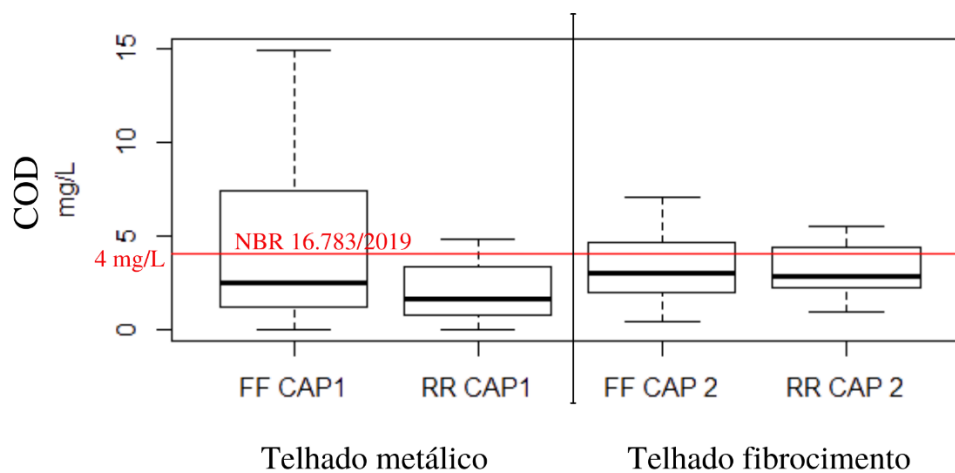 COD
mg/L
15
10
5
0
NBR 16.783/2019
4 mg/L
FF CAP1
RR CAP1
FF CAP 2
RR CAP 2
Telhado metálico
Telhado fibrocimento